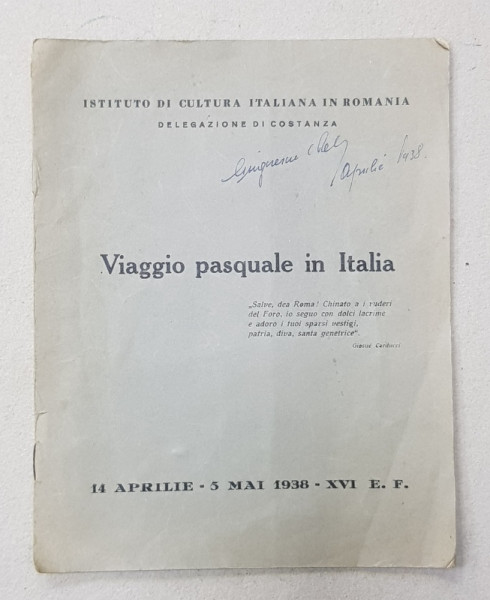 ISTITUTO DI CULTURA ITALIANA IN ROMANIA
DELEGAZIONE DI COSTANZA
Aprilie 1938.
Viaggio pasquale in Italia
„Salve, dea Roma! Chinato a i ruderi
del Foro, io seguo con dolci lacrime
e adoro i tuoi sparsi vestigi,
patria, diva, santa genetrice".
Giosuè Carducci
14 APRILIE - 5 MAI 1938 - XVI E. F.